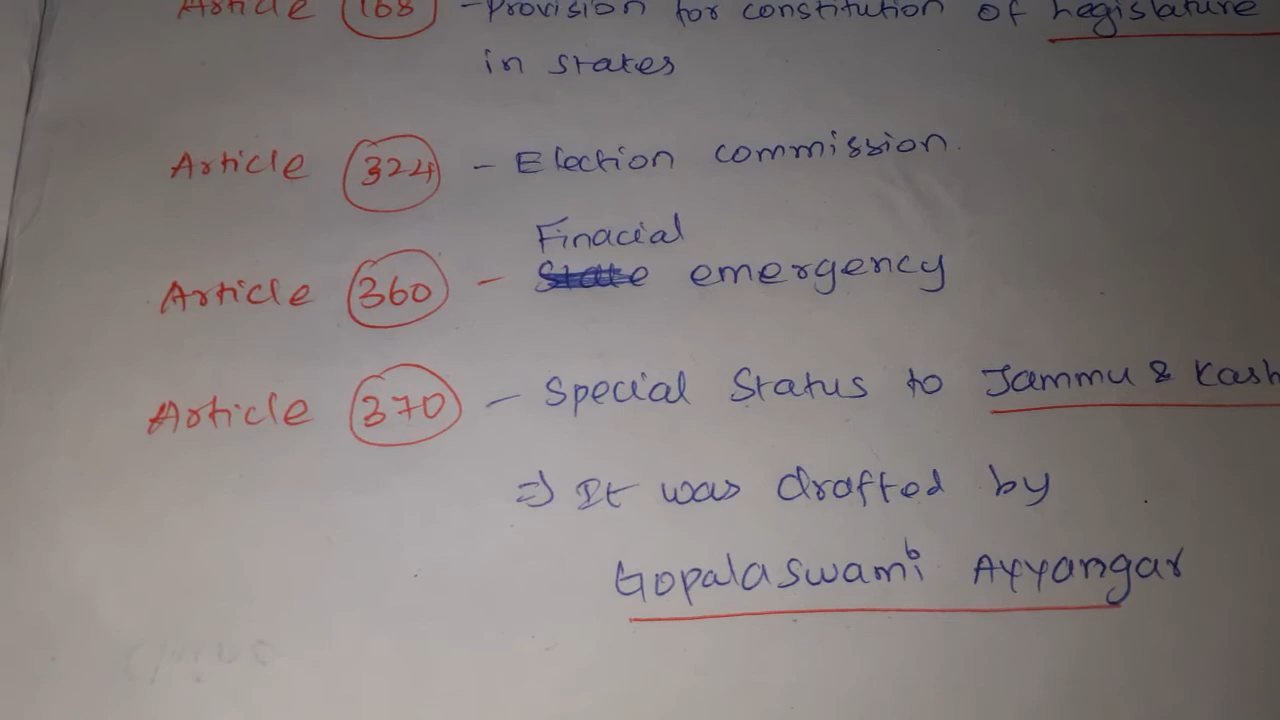 Article 168 - Provision for constitution of Legislature
in states
Article 324 - Election commission.
Finacial
Article 360 - State emergency
Article 370 - Special Status to Jammu & Kash
=> It was drafted by
Gopalaswami Ayyangar